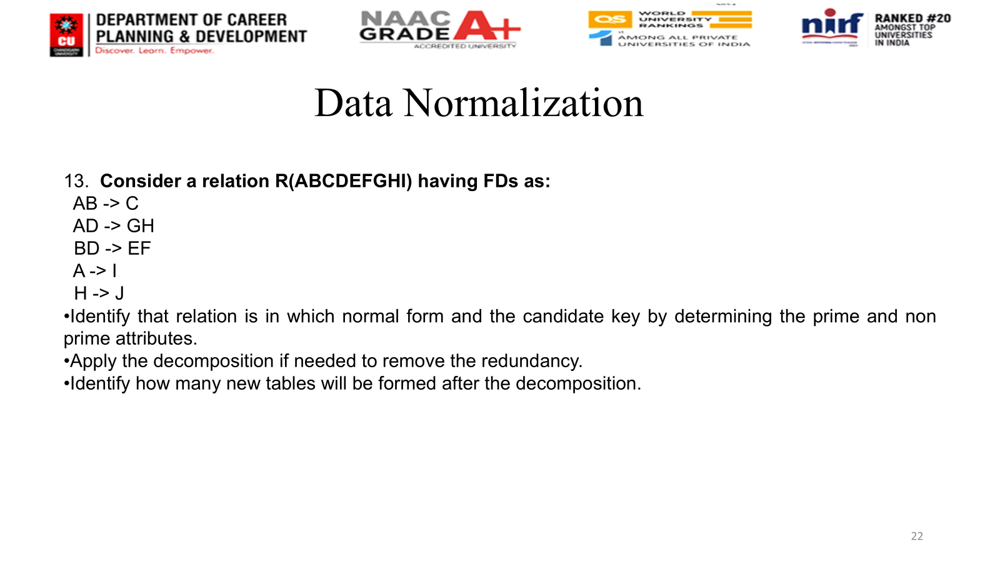 DEPARTMENT OF CAREER
PLANNING & DEVELOPMENT
Discover. Learn. Empower.
CU
CHANDIGARH
UNIVERSITY
NAAC
GRADE A+
ACCREDITED UNIVERSITY
QS WORLD
UNIVERSITY
RANKINGS
1st AMONG ALL PRIVATE
UNIVERSITIES OF INDIA
nirf
RANKED #20
AMONGST TOP
UNIVERSITIES
IN INDIA
Data Normalization
13. Consider a relation R(ABCDEFGHI) having FDs as:
AB -> C
AD -> GH
BD -> EF
A -> I
H -> J
•Identify that relation is in which normal form and the candidate key by determining the prime and non
prime attributes.
•Apply the decomposition if needed to remove the redundancy.
•Identify how many new tables will be formed after the decomposition.
22